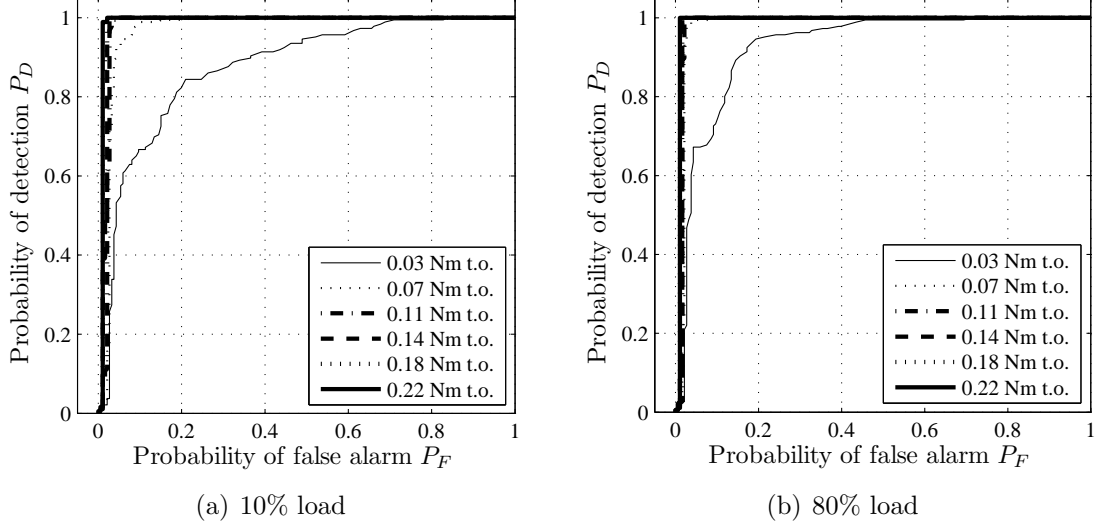 1
0.8
0.6
0.4
0.2
0
Probability of detection P_D
0.03 Nm t.o.
0.07 Nm t.o.
0.11 Nm t.o.
0.14 Nm t.o.
0.18 Nm t.o.
0.22 Nm t.o.
0 0.2 0.4 0.6 0.8 1
Probability of false alarm P_F
(a) 10% load
1
0.8
0.6
0.4
0.2
0
Probability of detection P_D
0.03 Nm t.o.
0.07 Nm t.o.
0.11 Nm t.o.
0.14 Nm t.o.
0.18 Nm t.o.
0.22 Nm t.o.
0 0.2 0.4 0.6 0.8 1
Probability of false alarm P_F
(b) 80% load